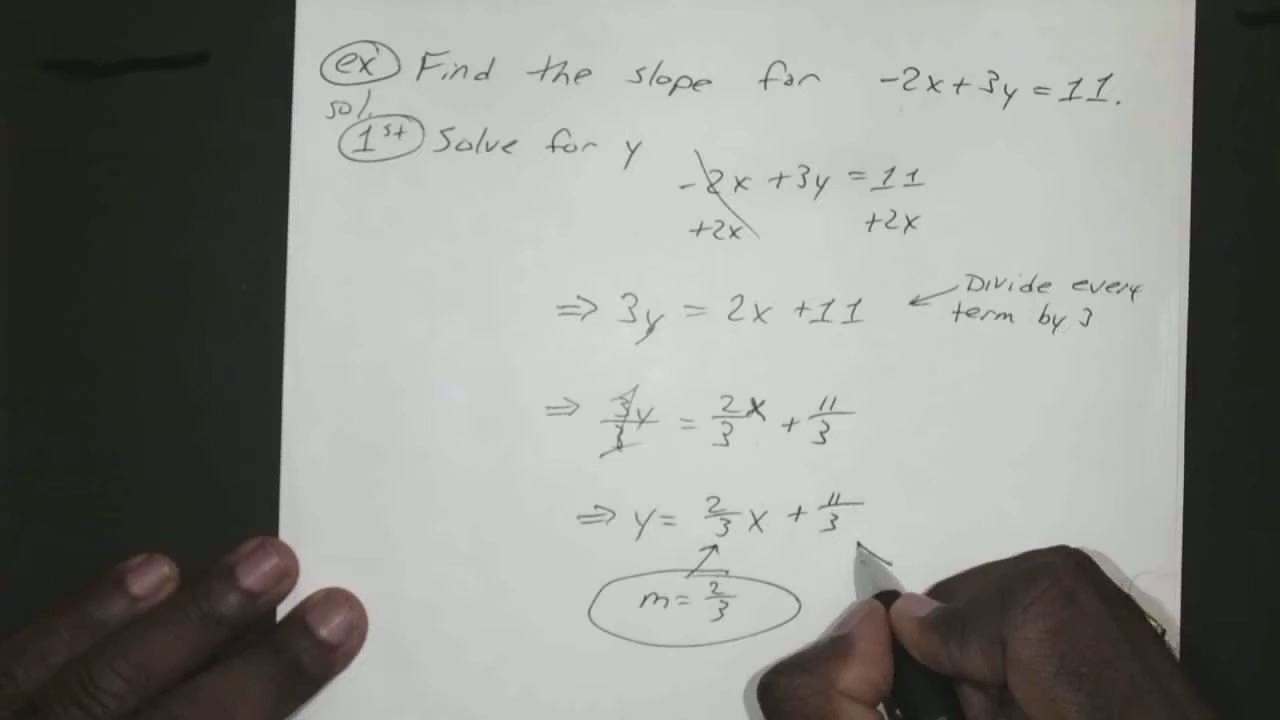 ex Find the slope for -2x+3y=11.
sol.
1st Solve for y
-2x +3y = 11
+2x +2x
⇒ 3y = 2x +11 ← Divide every term by 3
⇒ 3y/3 = 2/3 x + 11/3
⇒ y = 2/3 x + 11/3
m = 2/3